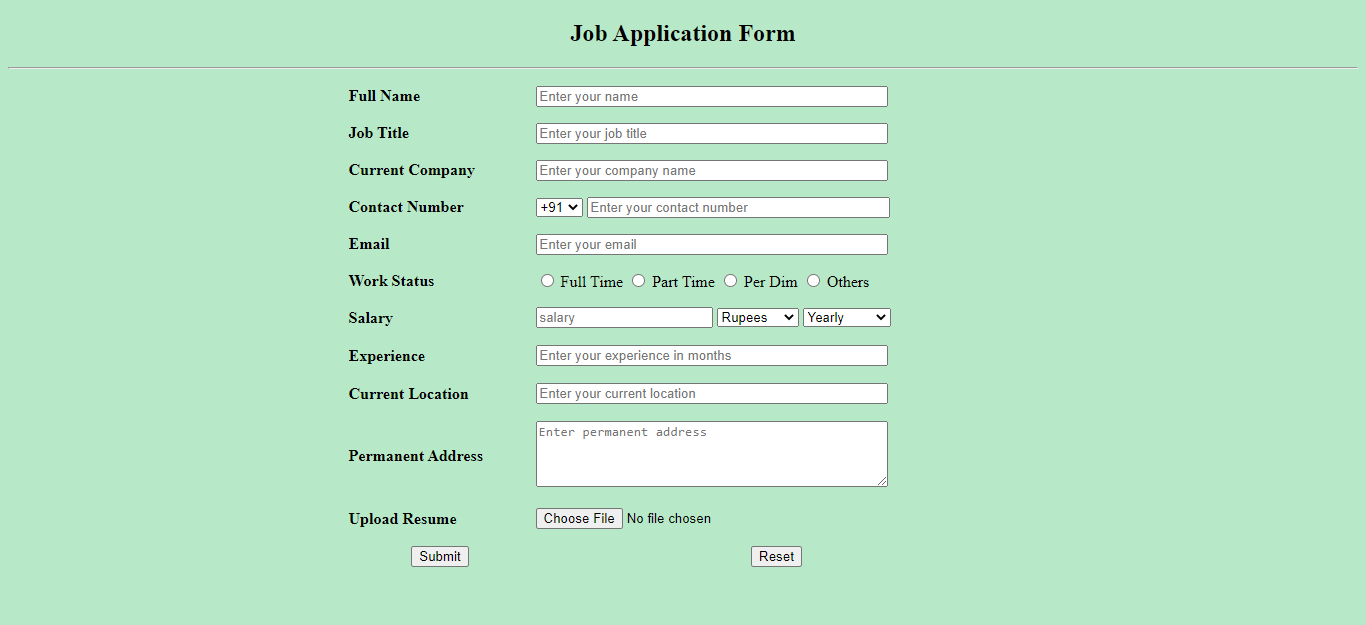 Job Application Form
Full Name Enter your name
Job Title Enter your job title
Current Company Enter your company name
Contact Number +91 Enter your contact number
Email Enter your email
Work Status Full Time Part Time Per Dim Others
Salary salary Rupees Yearly
Experience Enter your experience in months
Current Location Enter your current location
Permanent Address Enter permanent address
Upload Resume Choose File No file chosen
Submit Reset